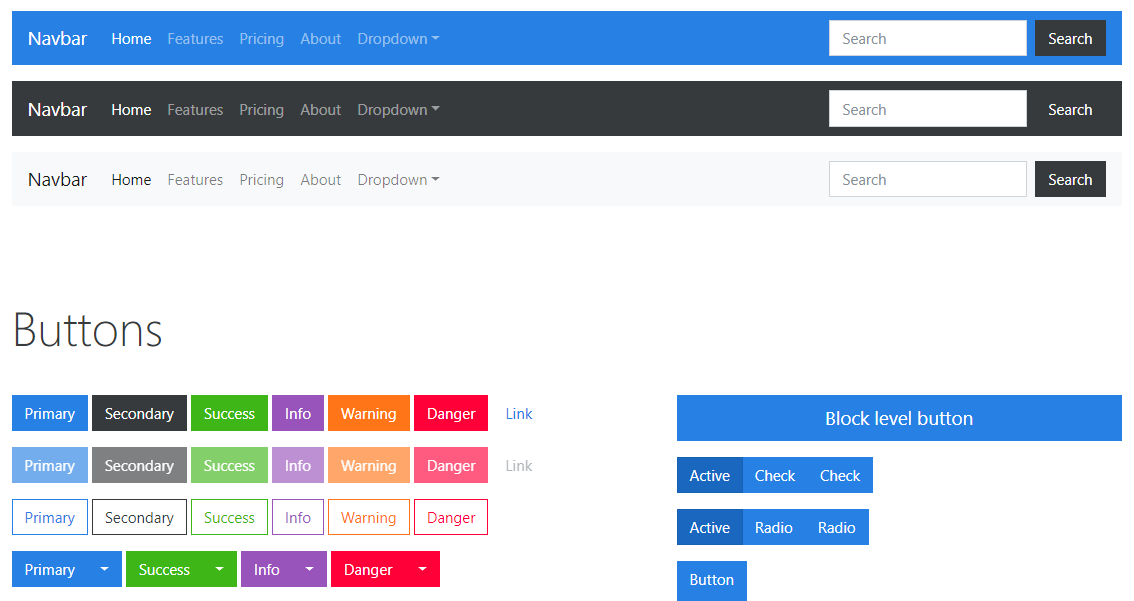 Navbar Home Features Pricing About Dropdown Search Search
Navbar Home Features Pricing About Dropdown Search Search
Navbar Home Features Pricing About Dropdown Search Search
Buttons
Primary Secondary Success Info Warning Danger Link
Primary Secondary Success Info Warning Danger Link
Primary Secondary Success Info Warning Danger
Primary Success Info Danger
Block level button
Active Check Check
Active Radio Radio
Button